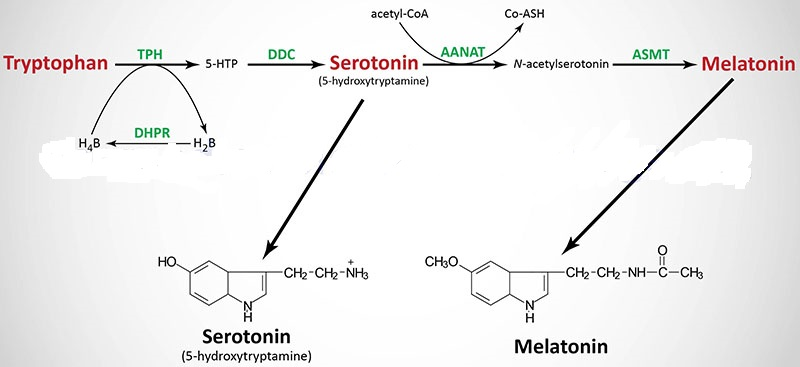 acetyl-CoA Co-ASH
Tryptophan TPH 5-HTP DDC Serotonin AANAT N-acetylserotonin ASMT Melatonin
(5-hydroxytryptamine)
H₄B DHPR H₂B
HO CH₂-CH₂-N⁺H₃
N
H
CH₃O CH₂-CH₂-NH-C-CH₃
O
N
H
Serotonin
(5-hydroxytryptamine)
Melatonin